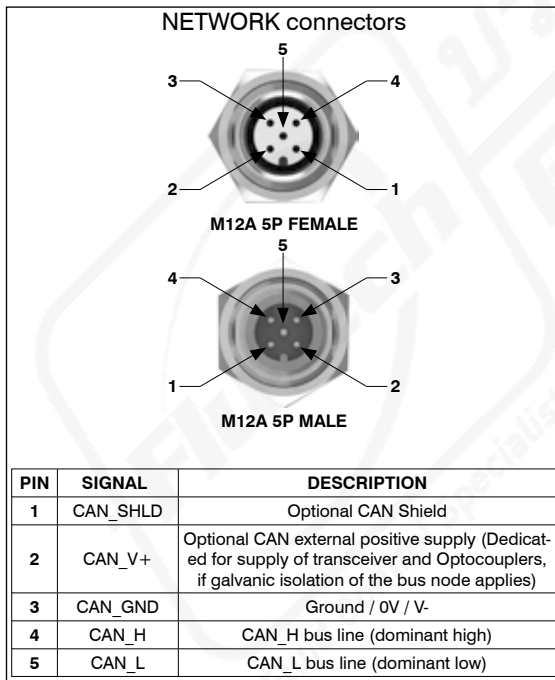 NETWORK connectors
5
3 4
2 1
M12A 5P FEMALE
5
4 3
1 2
M12A 5P MALE
PIN SIGNAL DESCRIPTION
1 CAN_SHLD Optional CAN Shield
2 CAN_V+ Optional CAN external positive supply (Dedicat-
ed for supply of transceiver and Optocouplers,
if galvanic isolation of the bus node applies)
3 CAN_GND Ground / 0V / V-
4 CAN_H CAN_H bus line (dominant high)
5 CAN_L CAN_L bus line (dominant low)